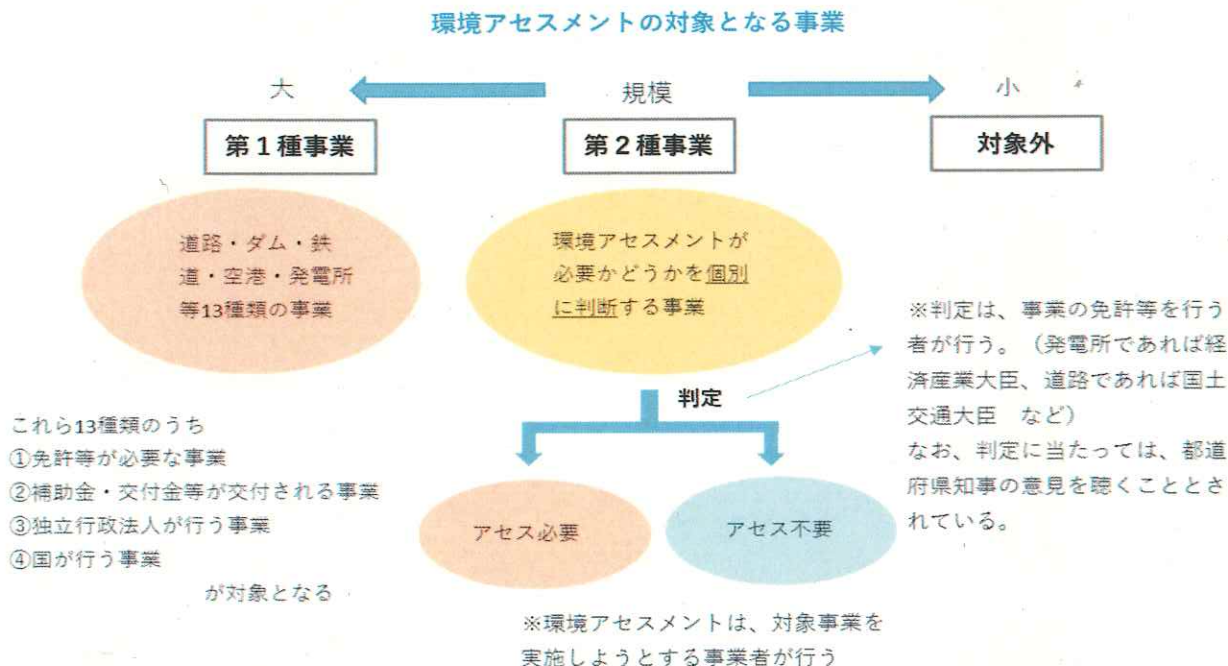 環境アセスメントの対象となる事業
大
規模
小
第１種事業
第２種事業
対象外
道路・ダム・鉄
道・空港・発電所
等13種類の事業
環境アセスメントが
必要かどうかを個別
に判断する事業
※判定は、事業の免許等を行う
者が行う。（発電所であれば経
済産業大臣、道路であれば国土
交通大臣　など）
なお、判定に当たっては、都道
府県知事の意見を聴くこととさ
れている。
判定
これら13種類のうち
①免許等が必要な事業
②補助金・交付金等が交付される事業
③独立行政法人が行う事業
④国が行う事業
が対象となる
アセス必要
アセス不要
※環境アセスメントは、対象事業を
実施しようとする事業者が行う